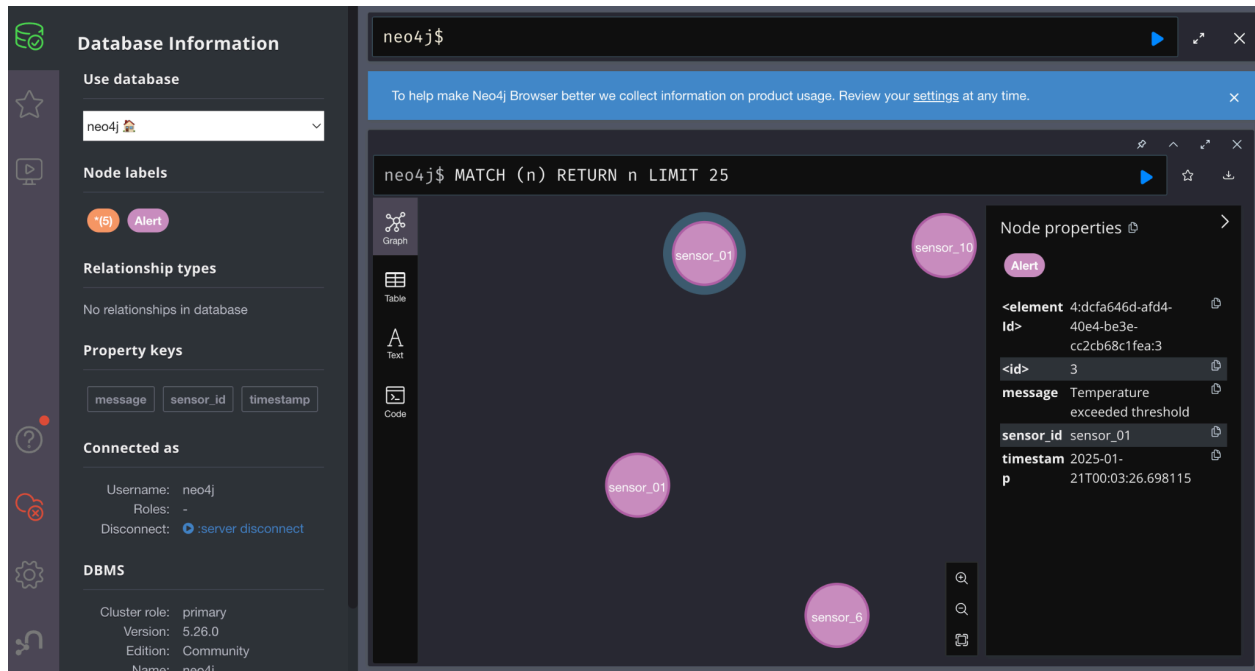 Database Information
Use database
neo4j
Node labels
*(5) Alert
Relationship types
No relationships in database
Property keys
message sensor_id timestamp
Connected as
Username: neo4j
Roles: -
Disconnect: :server disconnect
DBMS
Cluster role: primary
Version: 5.26.0
Edition: Community
Name: neo4j
neo4j$
To help make Neo4j Browser better we collect information on product usage. Review your settings at any time.
neo4j$ MATCH (n) RETURN n LIMIT 25
Graph
Table
Text
Code
sensor_01
sensor_10
sensor_01
sensor_6
Node properties
Alert
<element 4:dcfa646d-afd4-
Id> 40e4-be3e-
cc2cb68c1fea:3
<id> 3
message Temperature
exceeded threshold
sensor_id sensor_01
timestam 2025-01-
p 21T00:03:26.698115